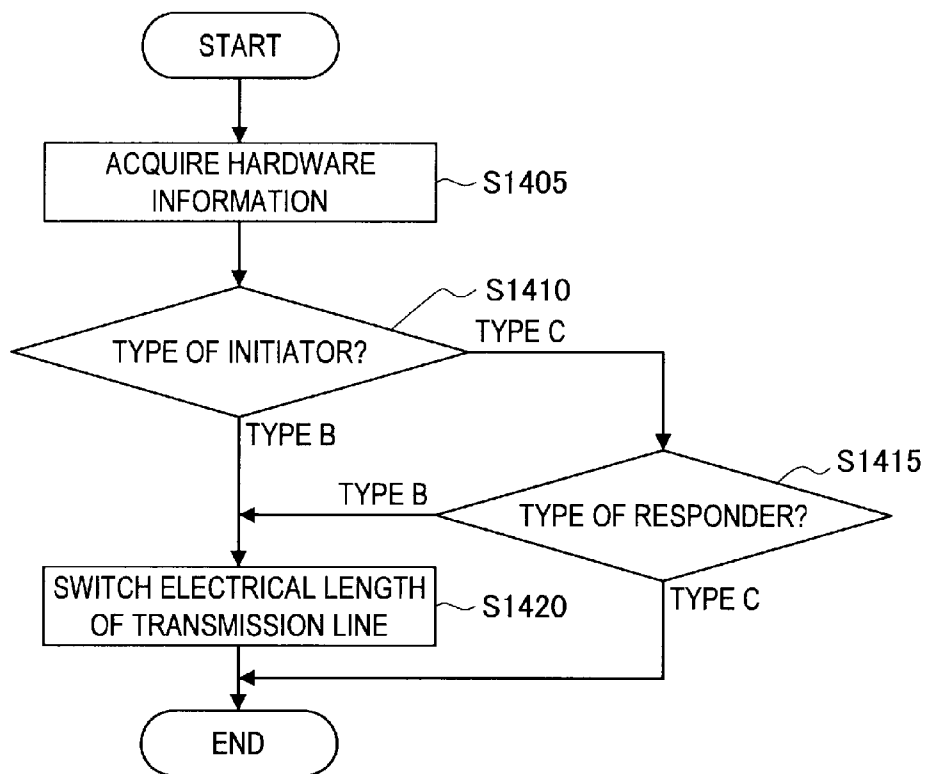 START
ACQUIRE HARDWARE
INFORMATION
S1405
S1410
TYPE OF INITIATOR?
TYPE C
TYPE B
S1415
TYPE B
TYPE OF RESPONDER?
TYPE C
SWITCH ELECTRICAL LENGTH
OF TRANSMISSION LINE
S1420
END